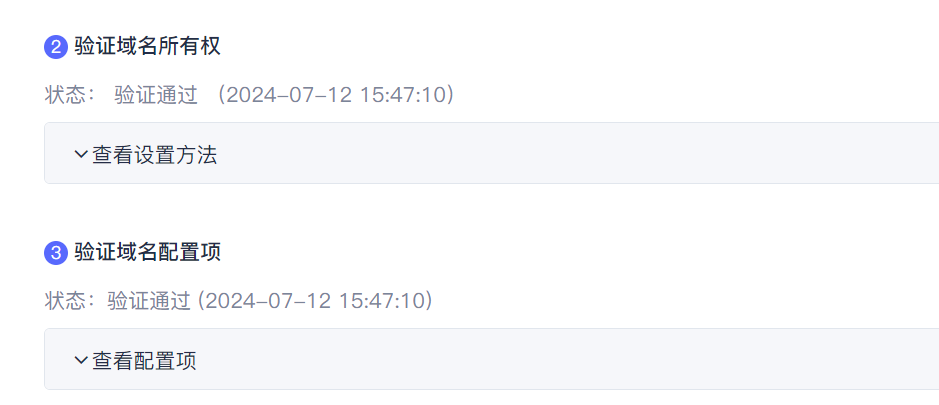 2 验证域名所有权
状态： 验证通过 （2024-07-12 15:47:10）
查看设置方法
3 验证域名配置项
状态：验证通过 (2024-07-12 15:47:10)
查看配置项